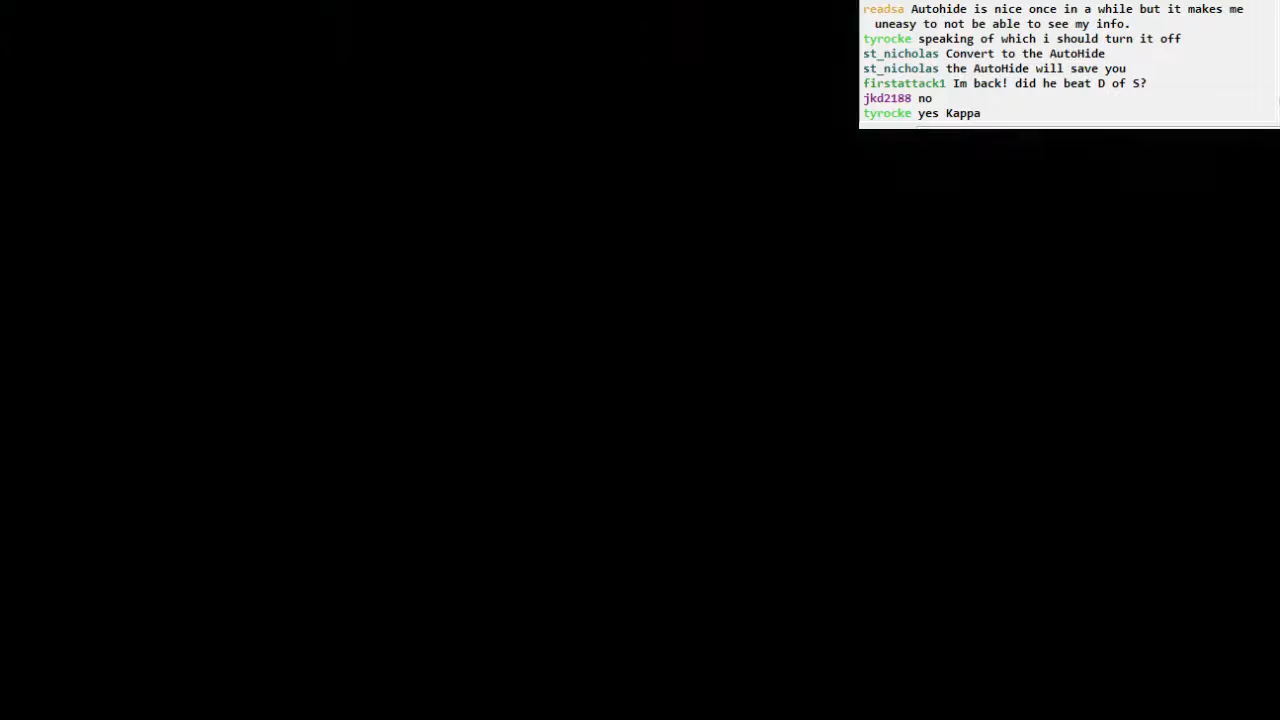 readsa Autohide is nice once in a while but it makes me
uneasy to not be able to see my info.
tyrocke speaking of which i should turn it off
st_nicholas Convert to the AutoHide
st_nicholas the AutoHide will save you
firstattack1 Im back! did he beat D of S?
jkd2188 no
tyrocke yes Kappa